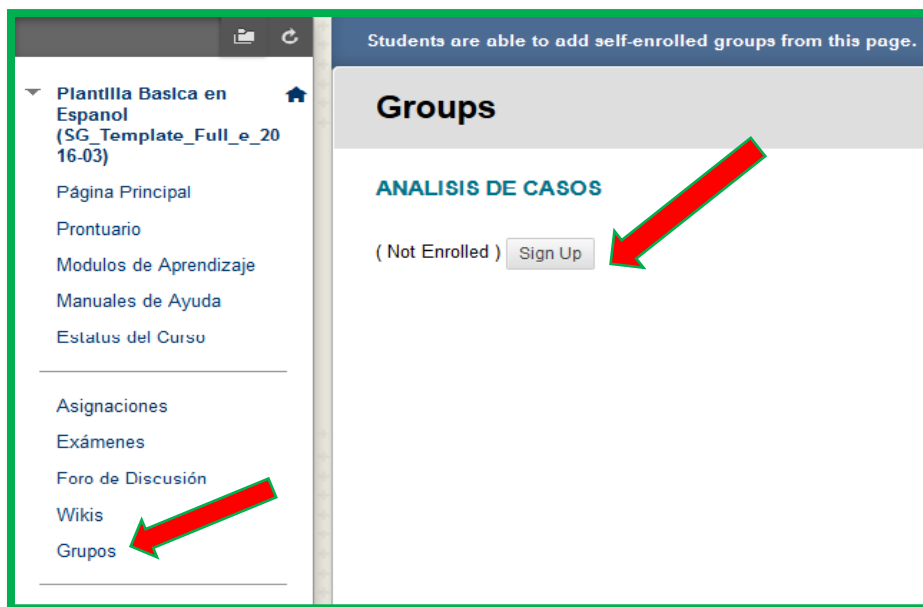 Students are able to add self-enrolled groups from this page.
Plantilla Basica en
Espanol
(SG_Template_Full_e_20
16-03)
Página Principal
Prontuario
Modulos de Aprendizaje
Manuales de Ayuda
Estatus del Curso
Asignaciones
Exámenes
Foro de Discusión
Wikis
Grupos
Groups
ANALISIS DE CASOS
( Not Enrolled ) Sign Up